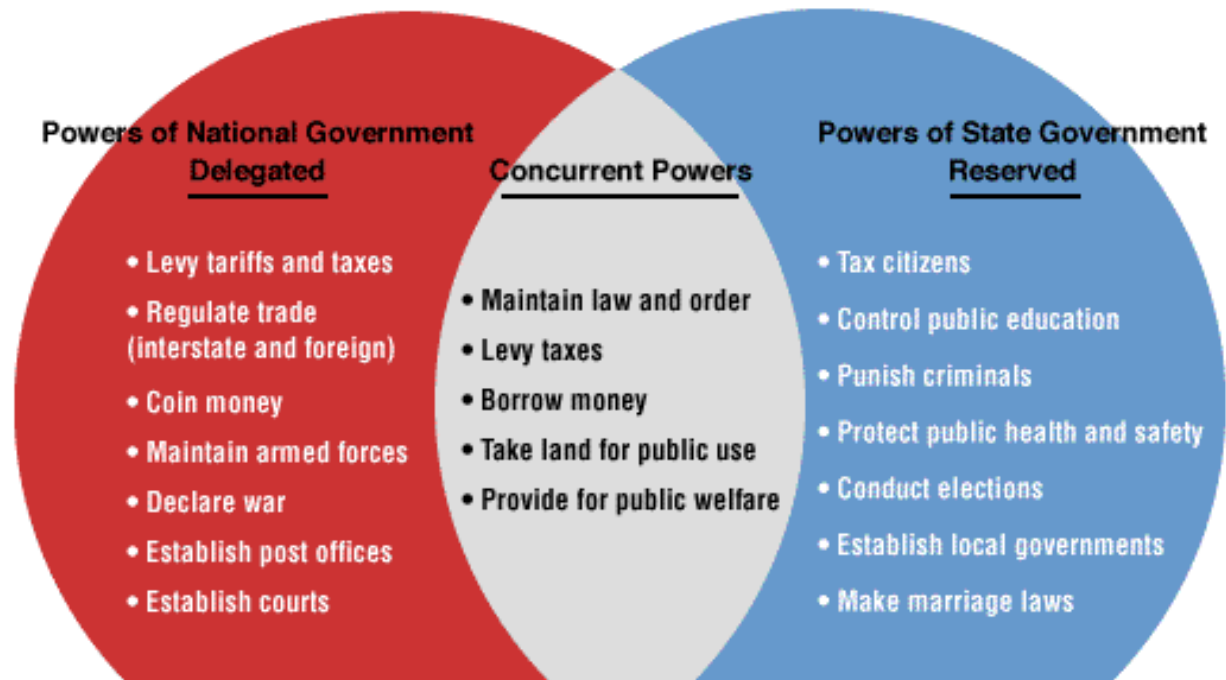 Powers of National Government
Delegated
• Levy tariffs and taxes
• Regulate trade
(interstate and foreign)
• Coin money
• Maintain armed forces
• Declare war
• Establish post offices
• Establish courts
Concurrent Powers
• Maintain law and order
• Levy taxes
• Borrow money
• Take land for public use
• Provide for public welfare
Powers of State Government
Reserved
• Tax citizens
• Control public education
• Punish criminals
• Protect public health and safety
• Conduct elections
• Establish local governments
• Make marriage laws